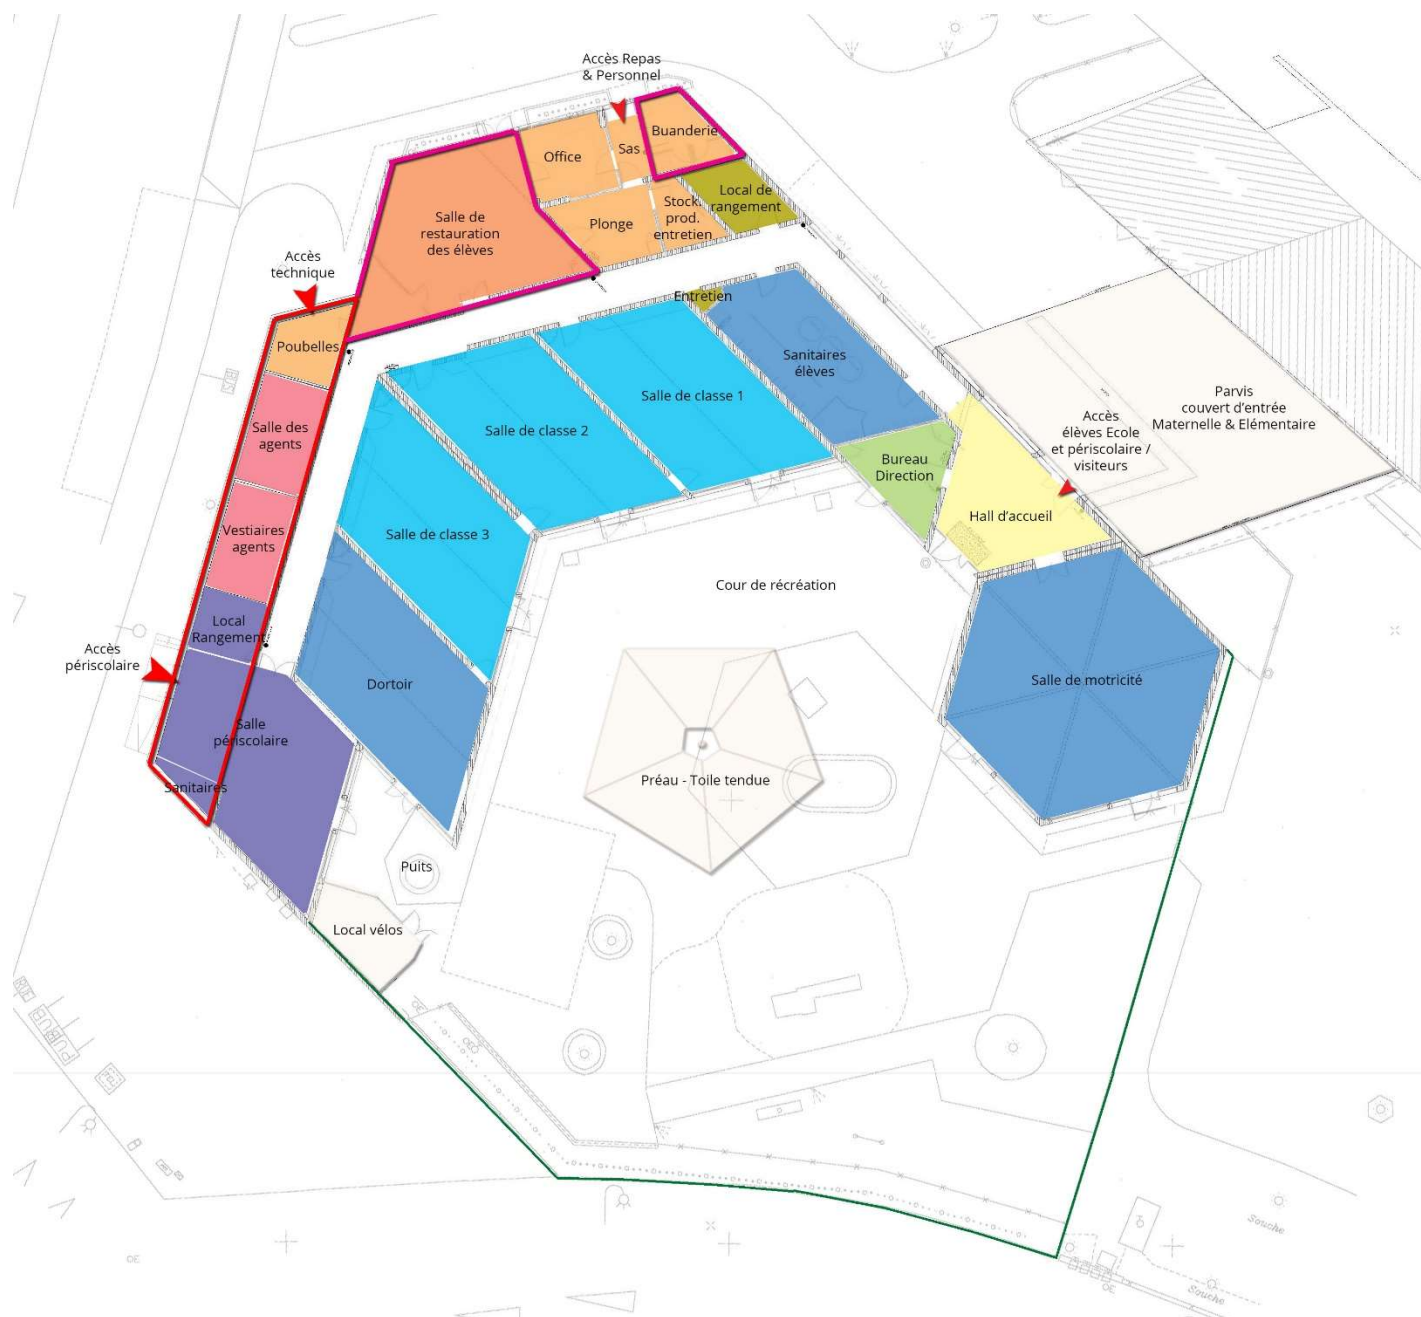 Accès Repas
& Personnel
Buanderie
Office
Sas
Local de
rangement
Stock.
prod.
entretien
Salle de
restauration
des élèves
Plonge
Accès
technique
Entretien
Poubelles
Sanitaires
élèves
Salle de classe 1
Parvis
couvert d'entrée
Maternelle & Elémentaire
Salle des
agents
Salle de classe 2
Accès
élèves Ecole
et périscolaire /
visiteurs
Bureau
Direction
Hall d'accueil
Vestiaires
agents
Salle de classe 3
Cour de récréation
Local
Rangement
Accès
périscolaire
Dortoir
Salle de motricité
Salle
périscolaire
Sanitaires
Préau - Toile tendue
Puits
Local vélos
OE
OE
Souche
OE
OE
Souche